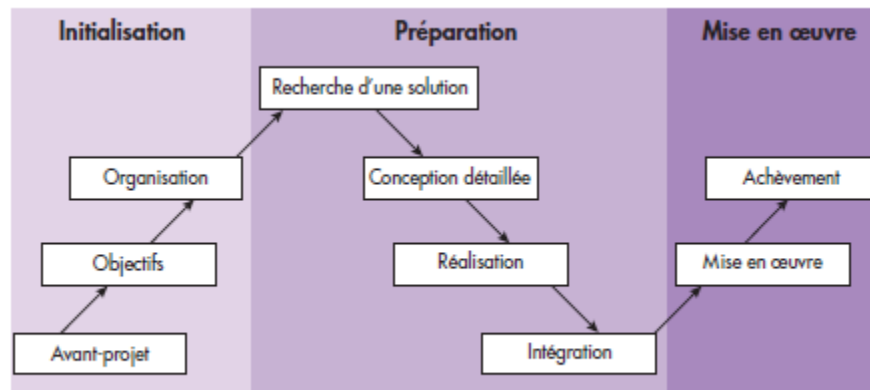 Initialisation
Préparation
Mise en œuvre
Recherche d'une solution
Organisation
Conception détaillée
Achèvement
Objectifs
Réalisation
Mise en œuvre
Avant-projet
Intégration